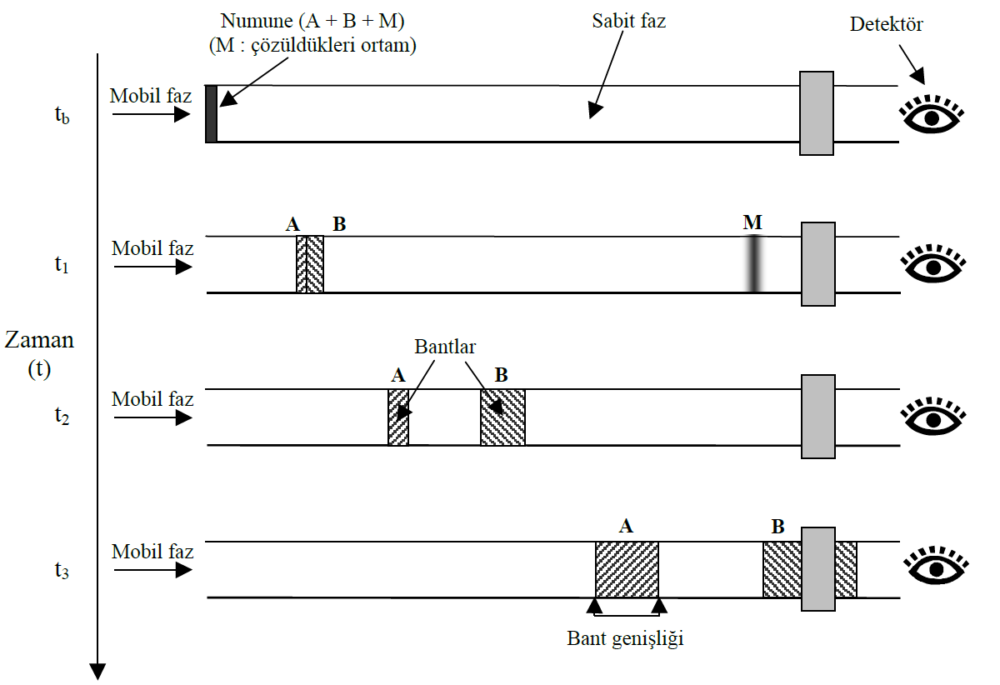 Numune (A + B + M)
(M : çözüldükleri ortam)
Sabit faz
Detektör
Mobil faz
tb
A B
M
Mobil faz
t1
Zaman
(t)
Bantlar
A
B
Mobil faz
t2
A
B
Mobil faz
t3
Bant genişliği